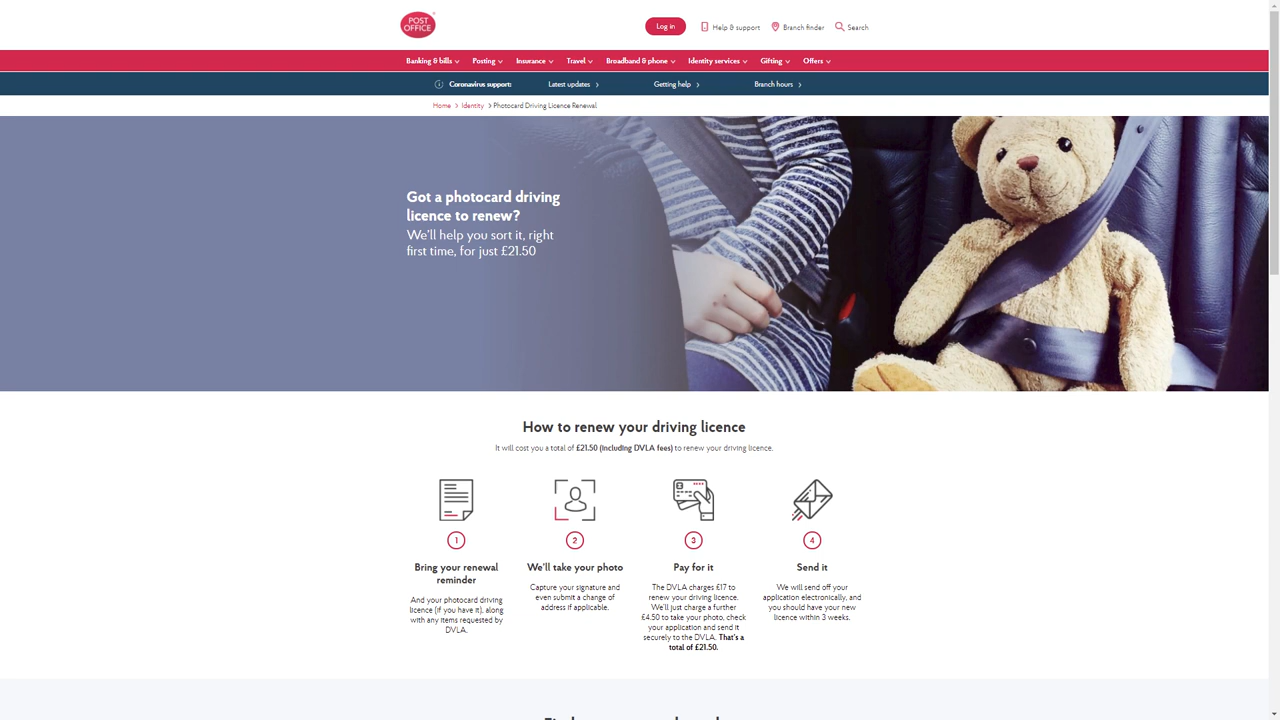 POST
OFFICE
Log in
Help & support
Branch finder
Search
Banking & bills
Posting
Insurance
Travel
Broadband & phone
Identity services
Gifting
Offers
Coronavirus support:
Latest updates
Getting help
Branch hours
Home > Identity > Photocard Driving Licence Renewal
Got a photocard driving
licence to renew?
We'll help you sort it, right
first time, for just £21.50
How to renew your driving licence
It will cost you a total of £21.50 (including DVLA fees) to renew your driving licence.
1
Bring your renewal
reminder
And your photocard driving
licence (if you have it), along
with any items requested by
DVLA.
2
We'll take your photo
Capture your signature and
even submit a change of
address if applicable.
3
Pay for it
The DVLA charges £17 to
renew your driving licence.
We'll just charge a further
£4.50 to take your photo, check
your application and send it
securely to the DVLA. That's a
total of £21.50.
4
Send it
We will send off your
application electronically, and
you should have your new
licence within 3 weeks.